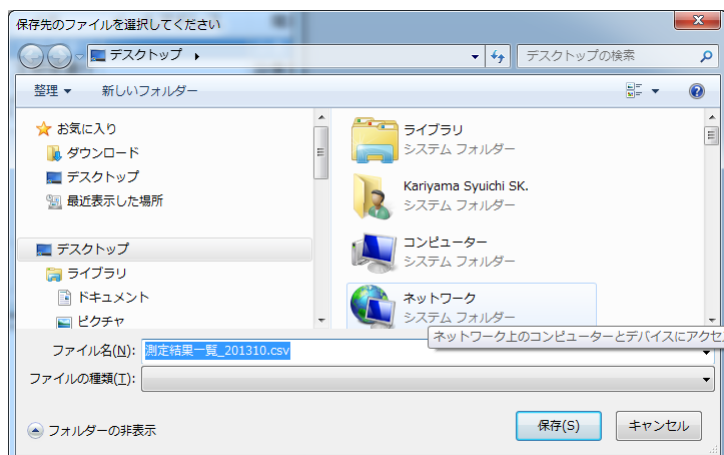 保存先のファイルを選択してください
デスクトップ
デスクトップの検索
整理
新しいフォルダー
お気に入り
ダウンロード
デスクトップ
最近表示した場所
デスクトップ
ライブラリ
ドキュメント
ピクチャ
ライブラリ
システム フォルダー
Kariyama Syuichi SK.
システム フォルダー
コンピューター
システム フォルダー
ネットワーク
システム フォルダー
ネットワーク上のコンピューターとデバイスにアクセ
ファイル名(N): 測定結果一覧_201310.csv
ファイルの種類(T):
フォルダーの非表示
保存(S)
キャンセル